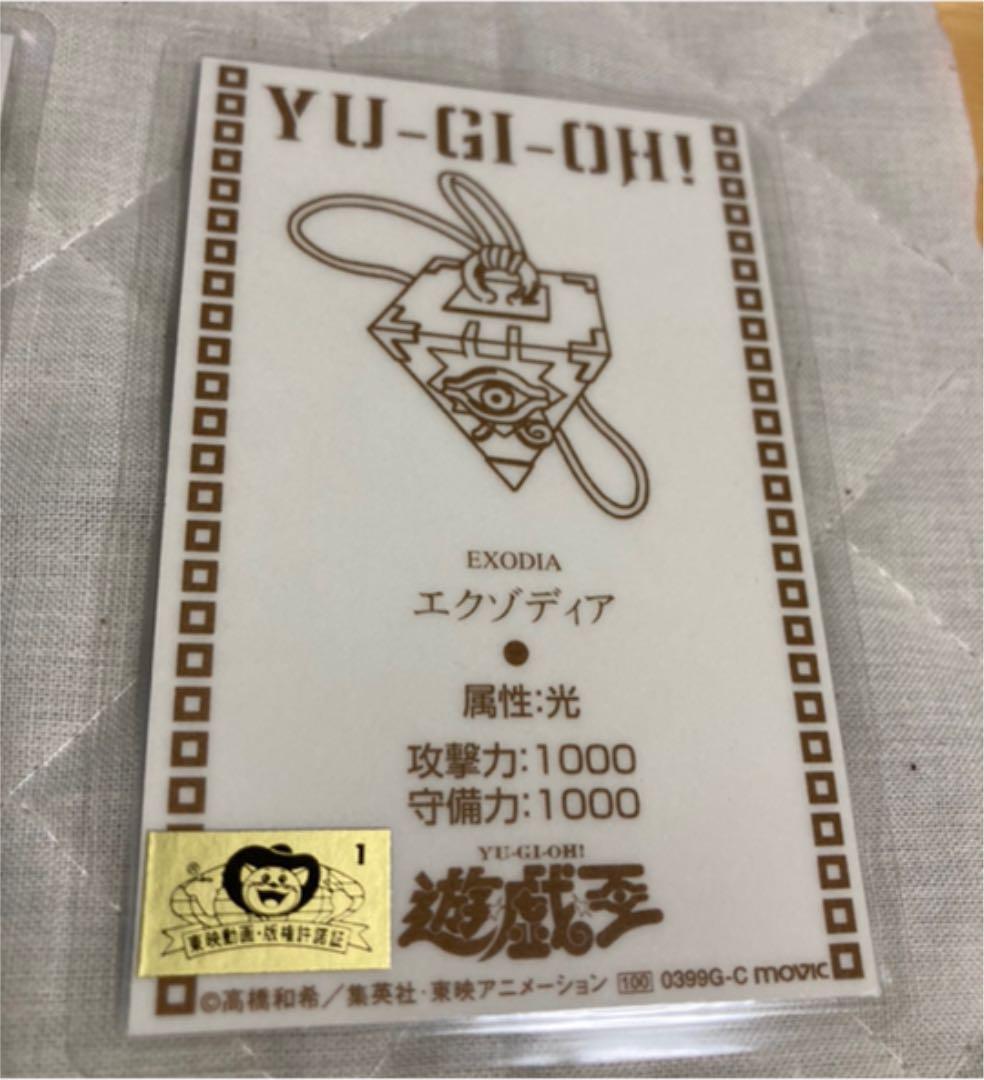 YU-GI-OH!
EXODIA
エクゾディア
●
属性:光
攻撃力:1000
守備力:1000
YU-GI-OH!
遊戯王
® 1
東映動画・版権許諾証
©高橋和希/集英社・東映アニメーション 100 0399G-C movic